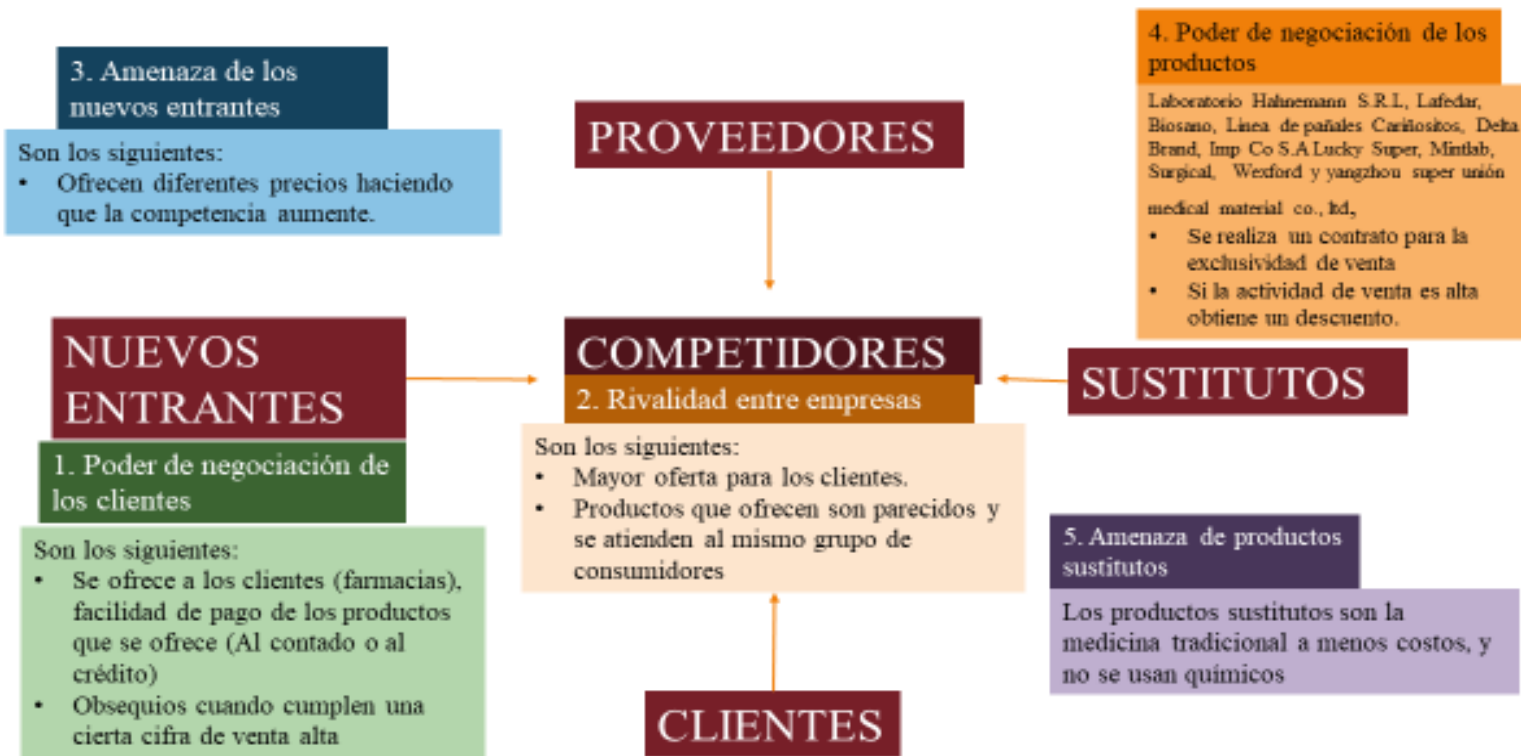 3. Amenaza de los
nuevos entrantes
Son los siguientes:
• Ofrecen diferentes precios haciendo
que la competencia aumente.
PROVEEDORES
4. Poder de negociación de los
productos
Laboratorio Hahnemann S.R.L, Lafedar,
Biosano, Linea de pañales Cariñositos, Delta
Brand, Imp Co S.A Lucky Super, Mintlab,
Surgical, Wexford y yangzhou super unión
medical material co., ltd,
• Se realiza un contrato para la
exclusividad de venta
• Si la actividad de venta es alta
obtiene un descuento.
NUEVOS
ENTRANTES
COMPETIDORES
2. Rivalidad entre empresas
SUSTITUTOS
1. Poder de negociación de
los clientes
Son los siguientes:
• Mayor oferta para los clientes.
• Productos que ofrecen son parecidos y
se atienden al mismo grupo de
consumidores
Son los siguientes:
• Se ofrece a los clientes (farmacias),
facilidad de pago de los productos
que se ofrece (Al contado o al
crédito)
• Obsequios cuando cumplen una
cierta cifra de venta alta
5. Amenaza de productos
sustitutos
Los productos sustitutos son la
medicina tradicional a menos costos, y
no se usan químicos
CLIENTES